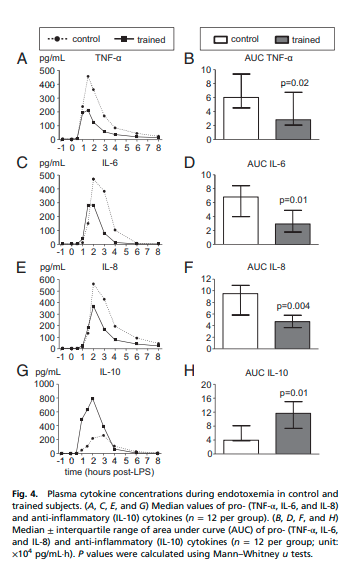 control trained
control trained
A pg/mL TNF-α
500
400
300
200
100
0
-1 0 1 2 3 4 5 6 7 8
B AUC TNF-α
10
8
6
4
2
0
p=0.02
C pg/mL IL-6
500
400
300
200
100
0
-1 0 1 2 3 4 5 6 7 8
D AUC IL-6
10
8
6
4
2
0
p=0.01
E pg/mL IL-8
600
500
400
300
200
100
0
-1 0 1 2 3 4 5 6 7 8
F AUC IL-8
12
10
8
6
4
2
0
p=0.004
G pg/mL IL-10
1000
800
600
400
200
0
-1 0 1 2 3 4 5 6 7 8
time (hours post-LPS)
H AUC IL-10
20
16
12
8
4
0
p=0.01
Fig. 4. Plasma cytokine concentrations during endotoxemia in control and
trained subjects. (A, C, E, and G) Median values of pro- (TNF-α, IL-6, and IL-8)
and anti-inflammatory (IL-10) cytokines (n = 12 per group). (B, D, F, and H)
Median ± interquartile range of area under curve (AUC) of pro- (TNF-α, IL-6,
and IL-8) and anti-inflammatory (IL-10) cytokines (n = 12 per group; unit:
×10⁴ pg/mL·h). P values were calculated using Mann–Whitney u tests.